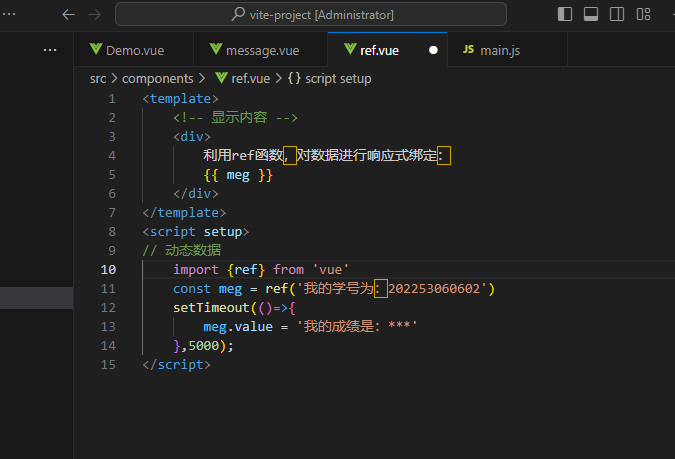 vite-project [Administrator]
Demo.vue
message.vue
ref.vue
JS main.js
src > components > ref.vue > {} script setup
1 <template>
2 <!-- 显示内容 -->
3 <div>
4 利用ref函数，对数据进行响应式绑定：
5 {{ meg }}
6 </div>
7 </template>
8 <script setup>
9 // 动态数据
10 import {ref} from 'vue'
11 const meg = ref('我的学号为：202253060602')
12 setTimeout(()=>{
13 meg.value = '我的成绩是: ***'
14 },5000);
15 </script>